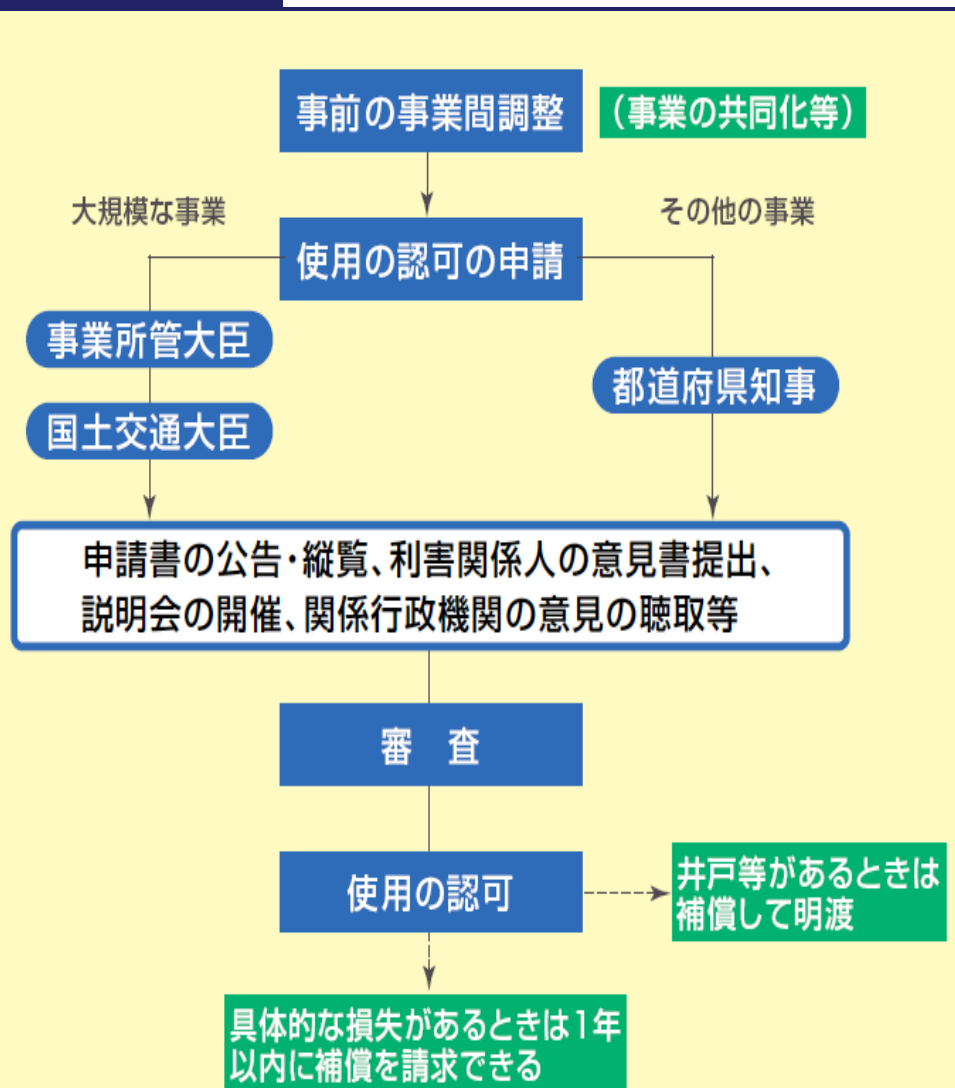 事前の事業間調整
(事業の共同化等)
大規模な事業
その他の事業
使用の認可の申請
事業所管大臣
都道府県知事
国土交通大臣
申請書の公告・縦覧、利害関係人の意見書提出、
説明会の開催、関係行政機関の意見の聴取等
審 査
使用の認可
井戸等があるときは
補償して明渡
具体的な損失があるときは1年
以内に補償を請求できる